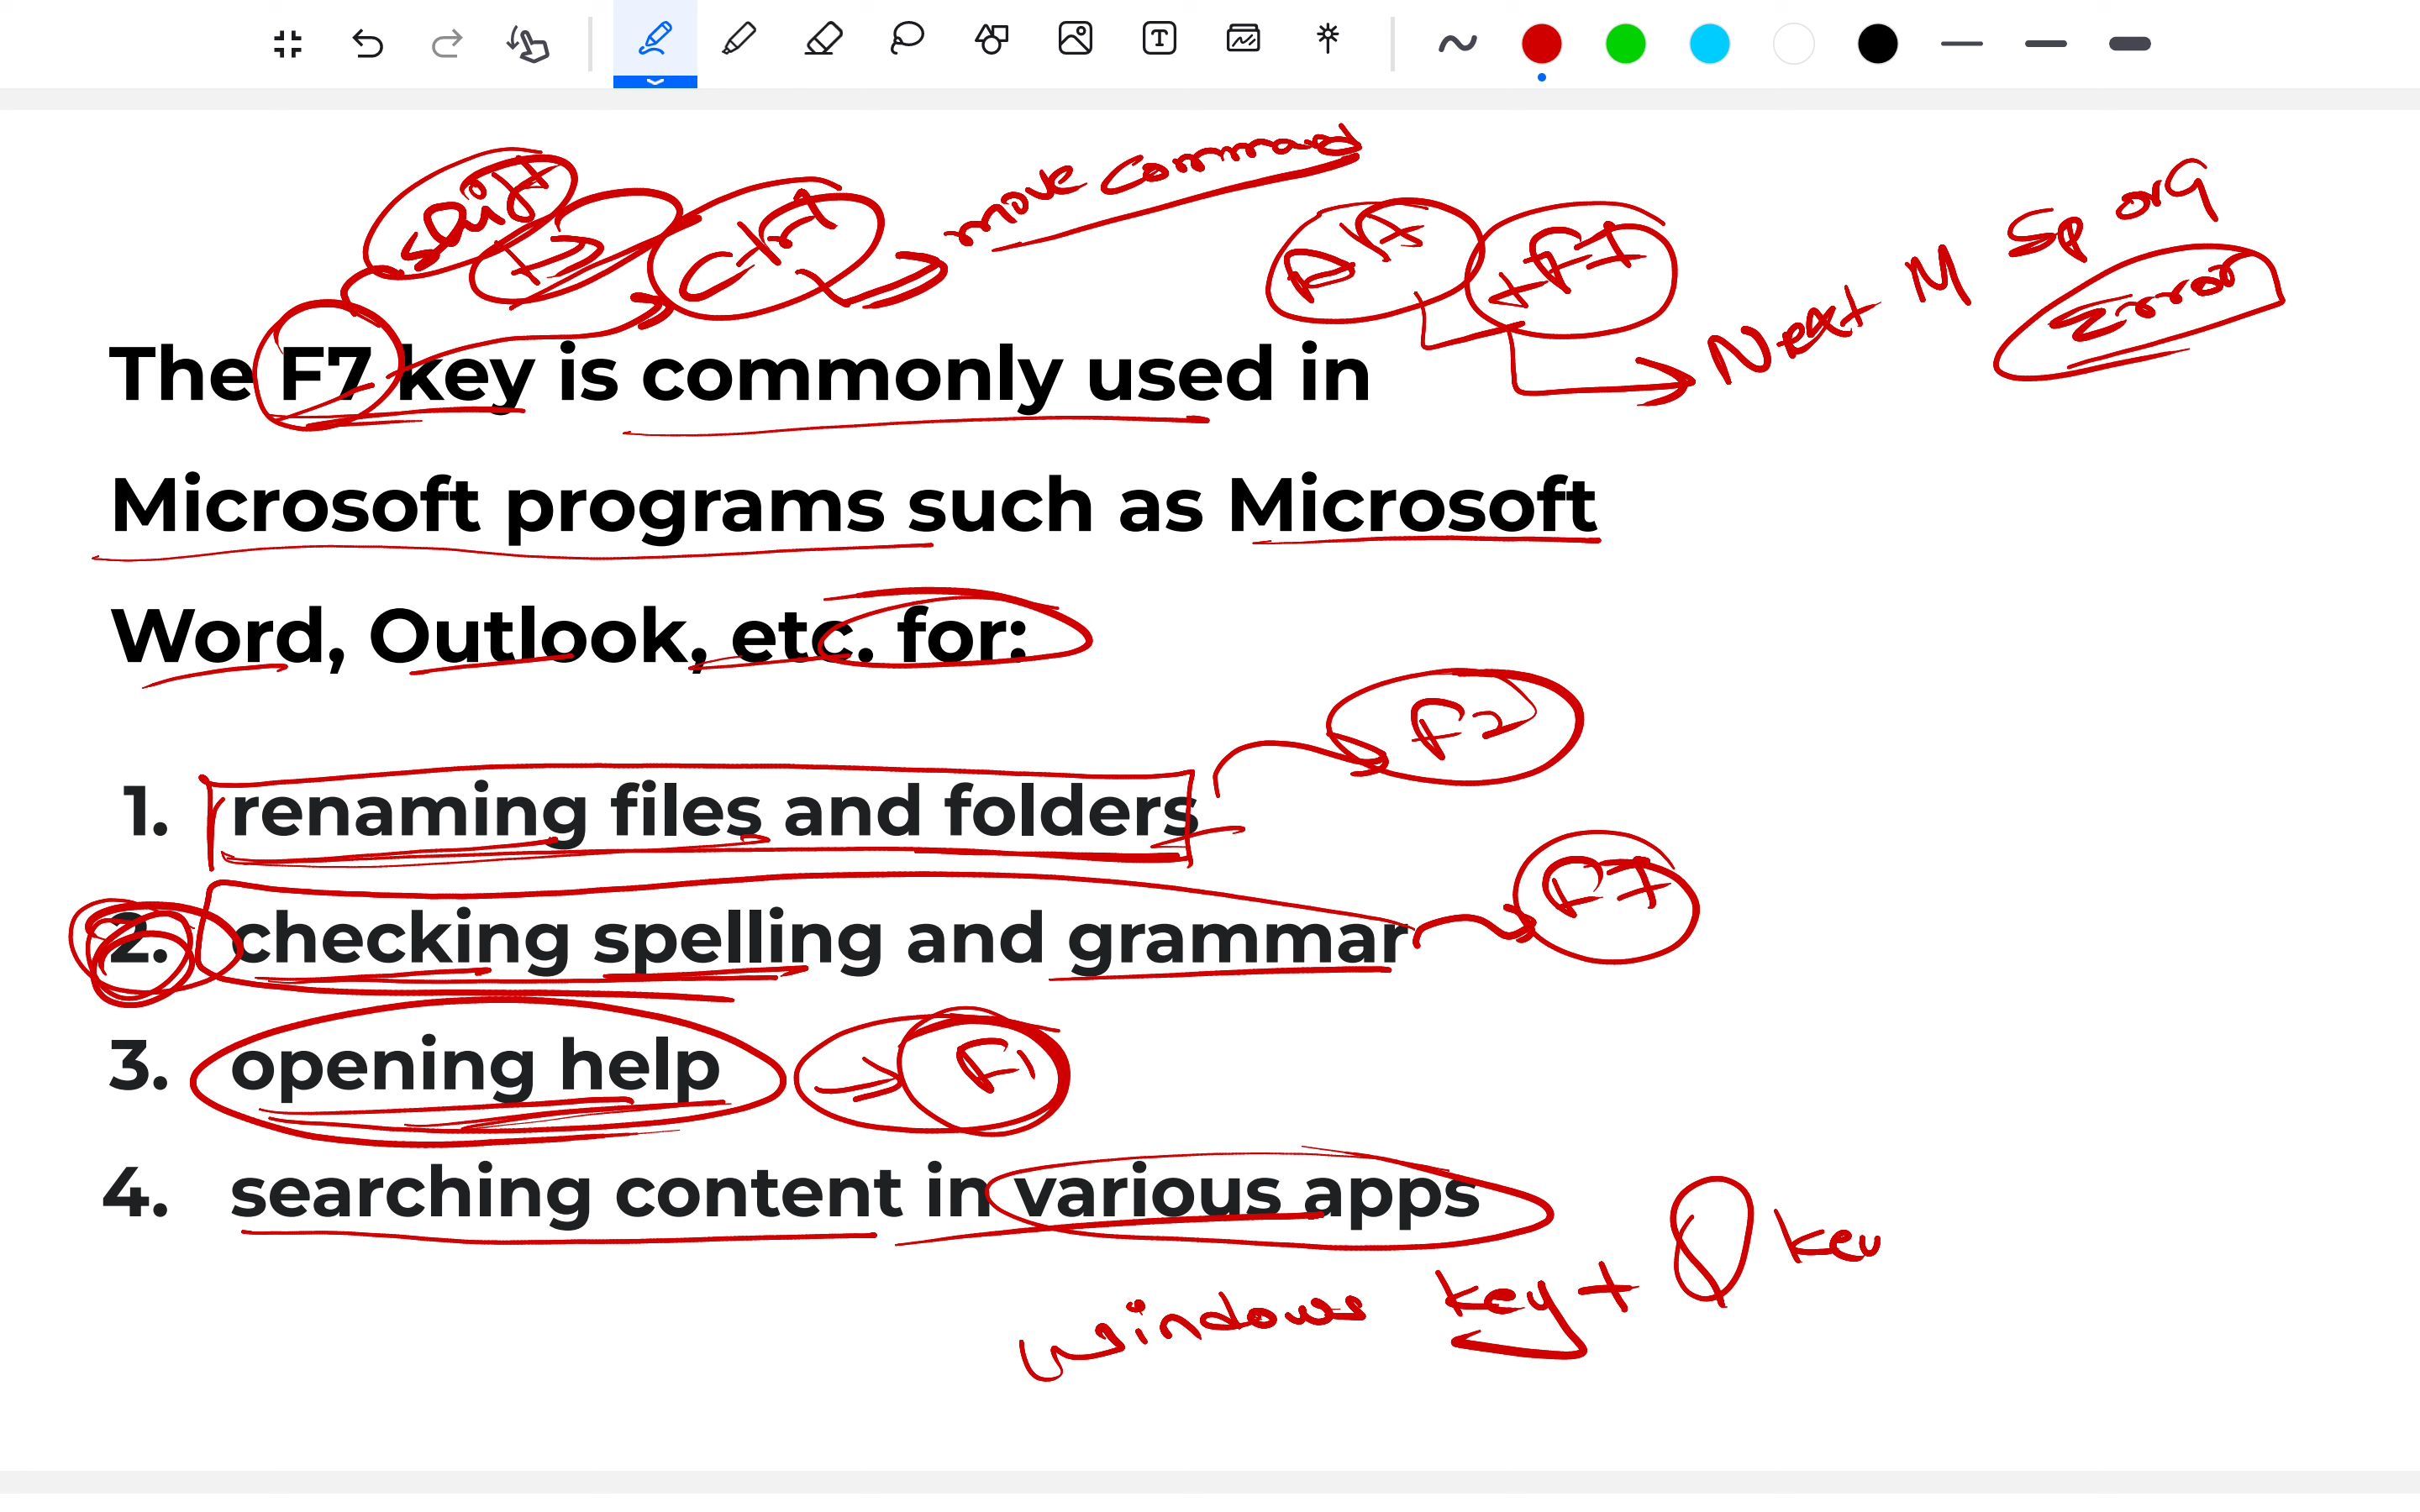 move command
Shift F7 Ctrl
Alt + F7
Next M Sp or g
Error
The F7 key is commonly used in
Microsoft programs such as Microsoft
Word, Outlook, etc. for:
F2
1. renaming files and folders
F7
2. checking spelling and grammar
3. opening help F1
4. searching content in various apps
windows key + Q key